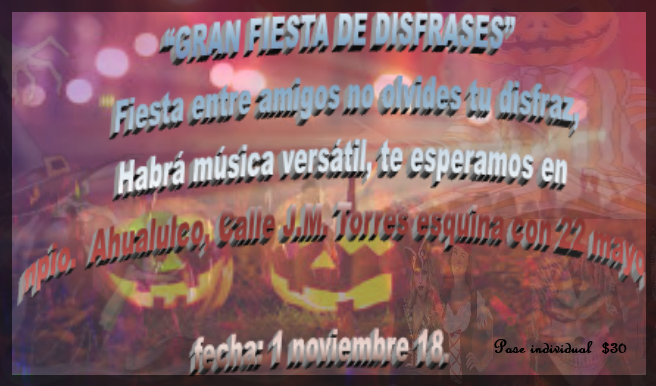 “GRAN FIESTA DE DISFRASES”
Fiesta entre amigos no olvides tu disfraz,
Habrá música versátil, te esperamos en
mpio. Ahualulco, Calle J.M. Torres esquina con 22 mayo,
fecha: 1 noviembre 18.
Pase individual $30